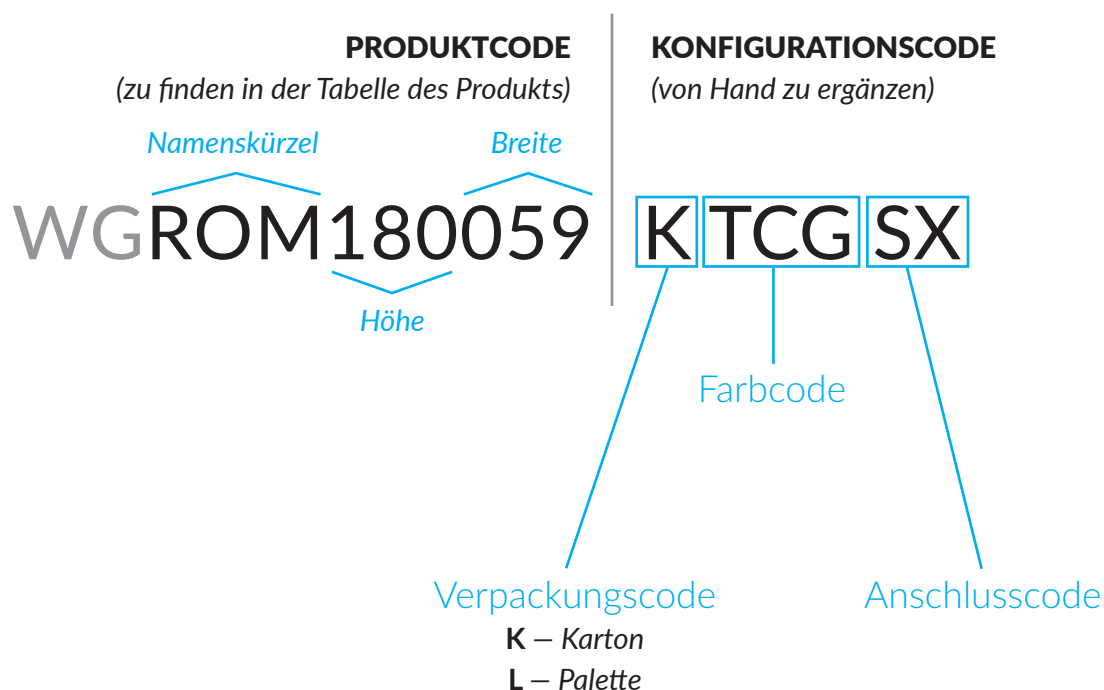 PRODUKTCODE
(zu finden in der Tabelle des Produkts)
KONFIGURATIONSCODE
(von Hand zu ergänzen)
Namenskürzel
Breite
WGROM180059 K TCG SX
Höhe
Farbcode
Verpackungscode
K – Karton
L – Palette
Anschlusscode